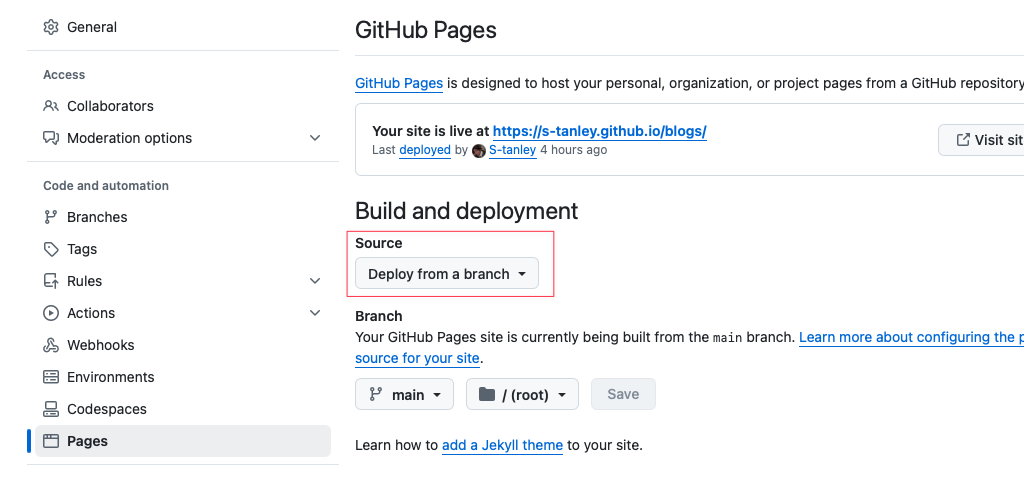 General
Access
Collaborators
Moderation options
Code and automation
Branches
Tags
Rules
Actions
Webhooks
Environments
Codespaces
Pages
GitHub Pages
GitHub Pages is designed to host your personal, organization, or project pages from a GitHub repository
Your site is live at https://s-tanley.github.io/blogs/
Last deployed by S-tanley 4 hours ago
Visit sit
Build and deployment
Source
Deploy from a branch
Branch
Your GitHub Pages site is currently being built from the main branch. Learn more about configuring the p
source for your site.
main
/ (root)
Save
Learn how to add a Jekyll theme to your site.